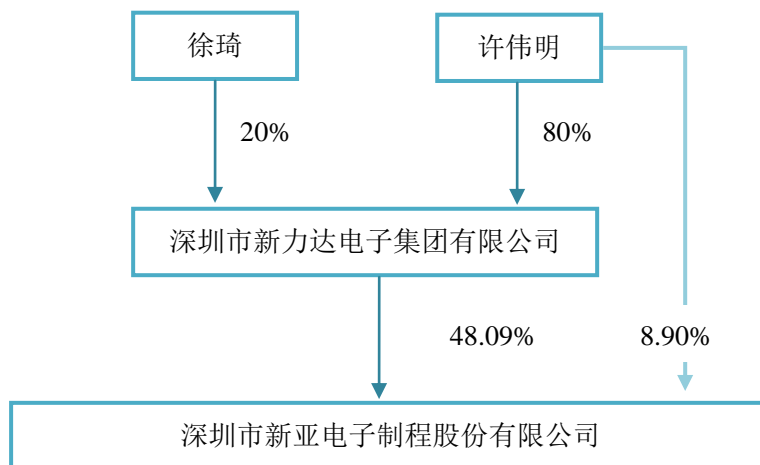 徐琦
许伟明
20%
80%
深圳市新力达电子集团有限公司
48.09%
8.90%
深圳市新亚电子制程股份有限公司